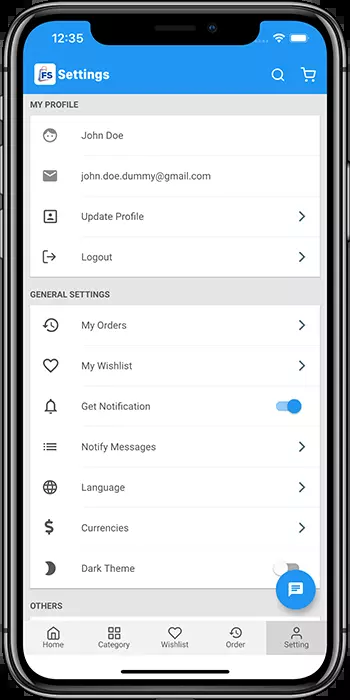 12:35
FS Settings
MY PROFILE
John Doe
john.doe.dummy@gmail.com
Update Profile
Logout
GENERAL SETTINGS
My Orders
My Wishlist
Get Notification
Notify Messages
Language
$ Currencies
Dark Theme
OTHERS
Home Category Wishlist Order Setting